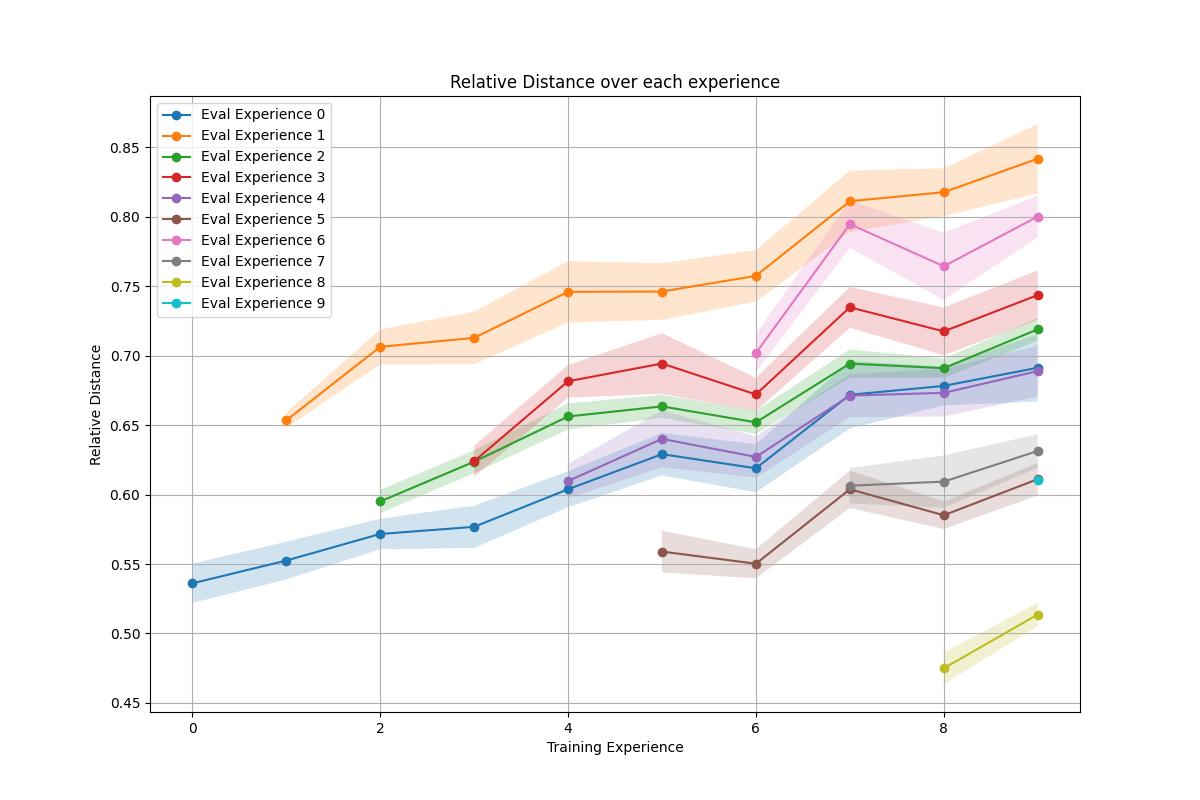 Relative Distance over each experience
Eval Experience 0
Eval Experience 1
Eval Experience 2
Eval Experience 3
Eval Experience 4
Eval Experience 5
Eval Experience 6
Eval Experience 7
Eval Experience 8
Eval Experience 9
0.85
0.80
0.75
0.70
0.65
0.60
0.55
0.50
0.45
Relative Distance
0 2 4 6 8
Training Experience